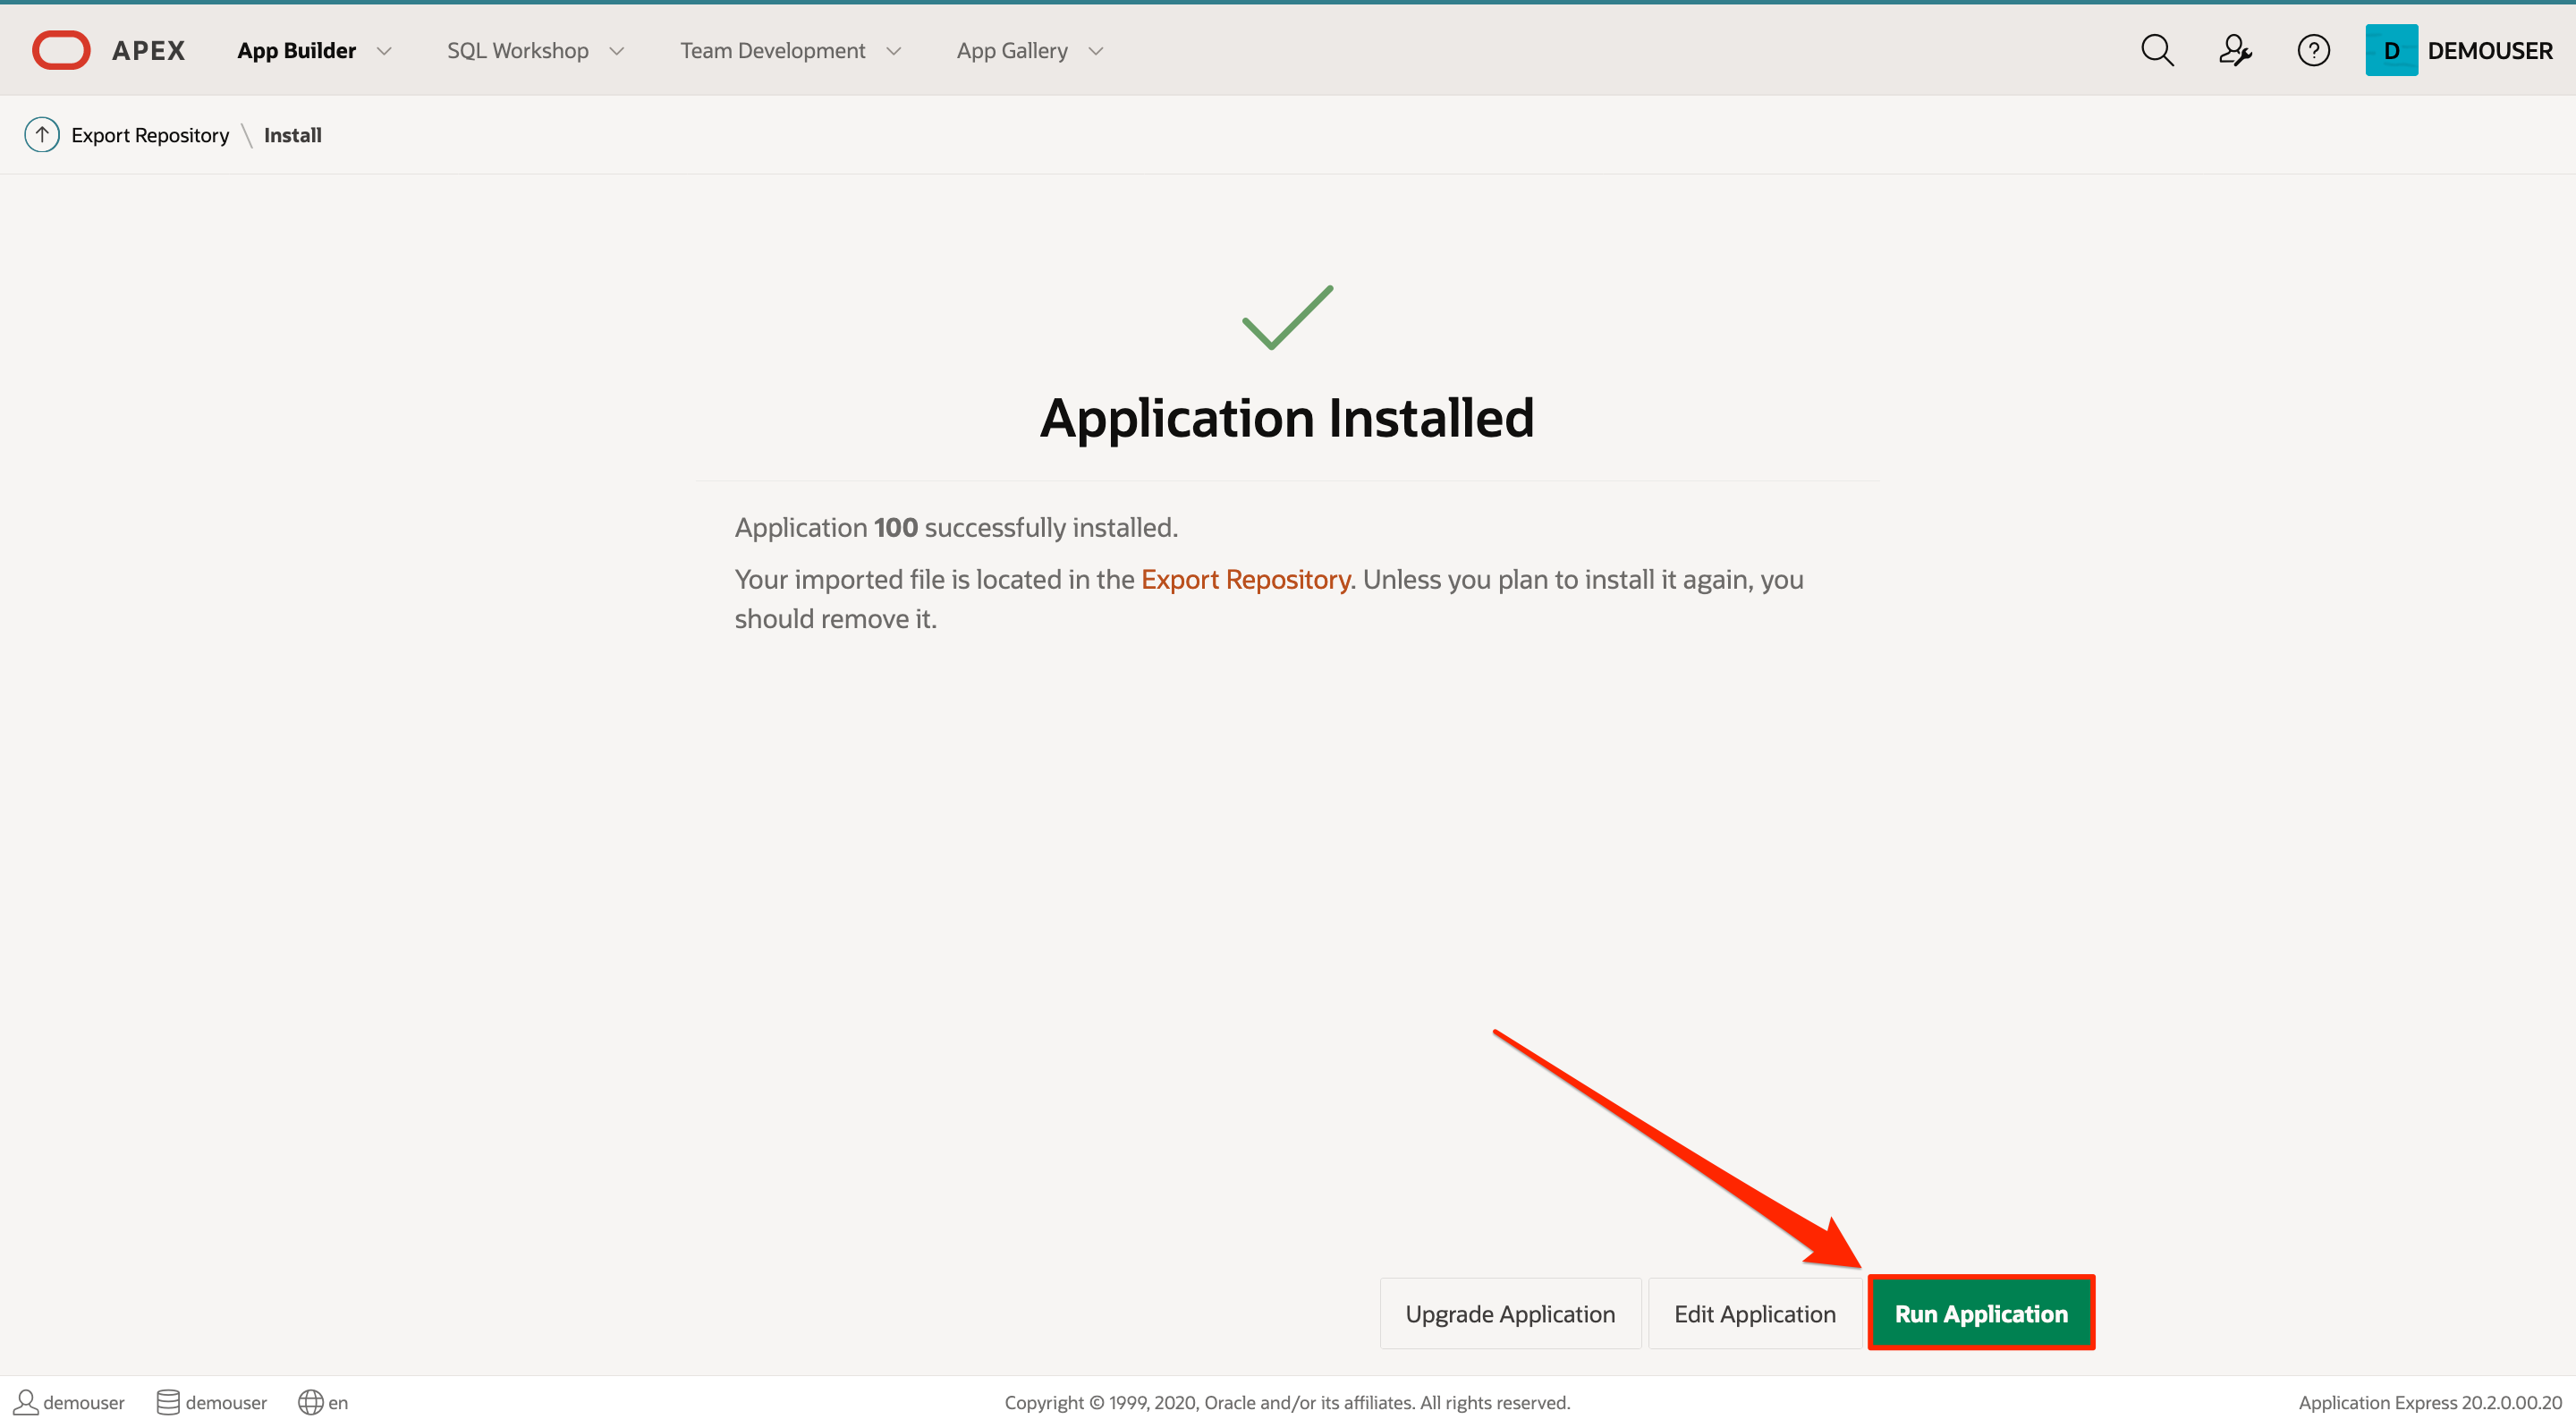 APEX App Builder SQL Workshop Team Development App Gallery ? D DEMOUSER
Export Repository \ Install
Application Installed
Application 100 successfully installed.
Your imported file is located in the Export Repository. Unless you plan to install it again, you
should remove it.
Upgrade Application Edit Application Run Application
demouser demouser en Copyright © 1999, 2020, Oracle and/or its affiliates. All rights reserved. Application Express 20.2.0.00.20